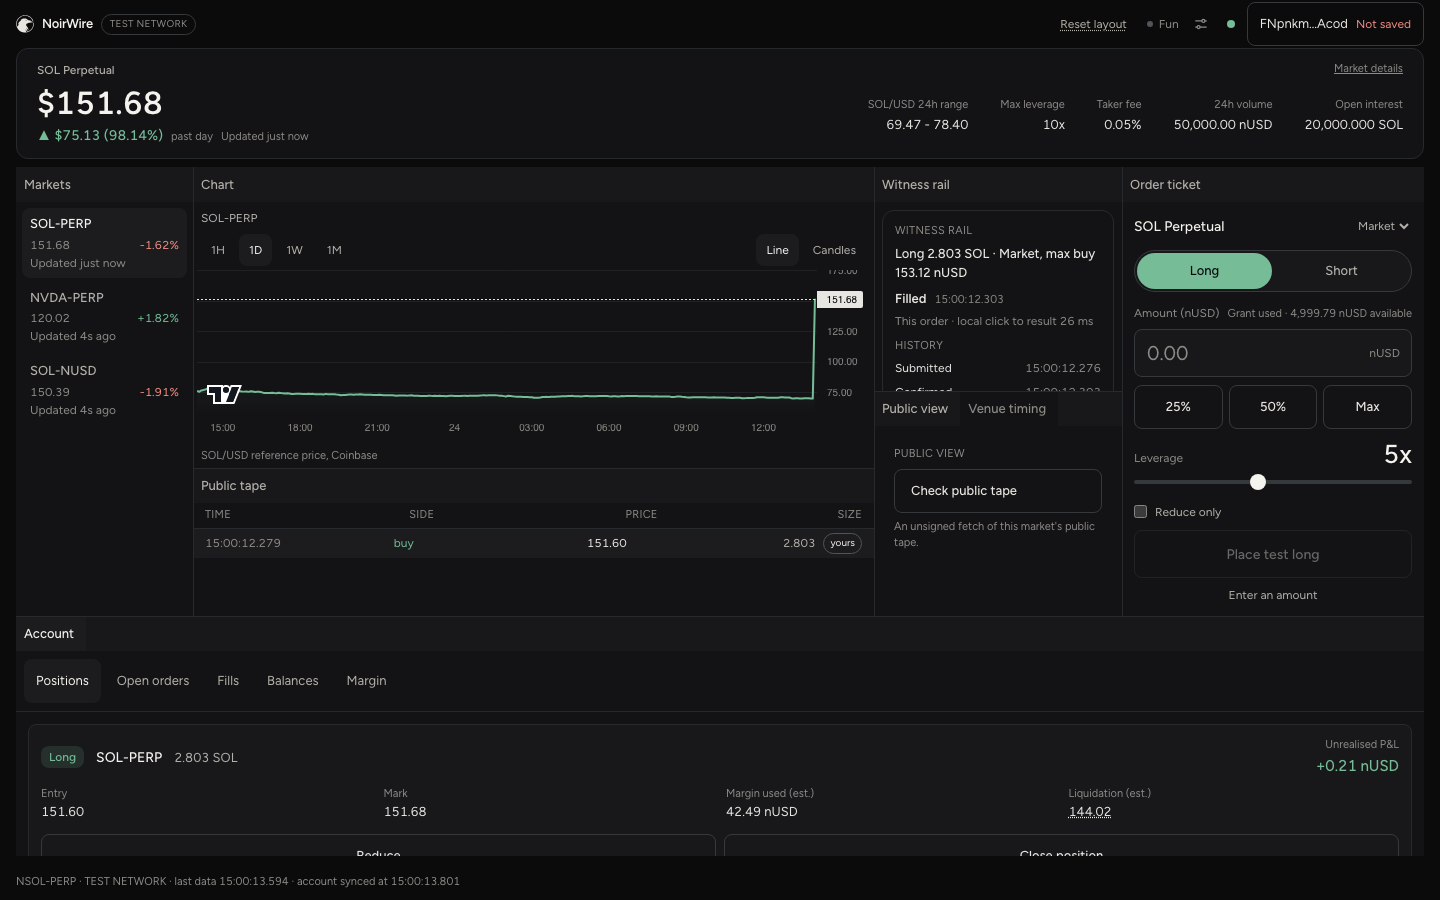 NoirWire TEST NETWORK
Reset layout Fun FNpnkm...Acod Not saved
SOL Perpetual
Market details
$151.68
▲ $75.13 (98.14%) past day Updated just now
SOL/USD 24h range Max leverage Taker fee 24h volume Open interest
69.47 - 78.40 10x 0.05% 50,000.00 nUSD 20,000.000 SOL
Markets
SOL-PERP
151.68 -1.62%
Updated just now
NVDA-PERP
120.02 +1.82%
Updated 4s ago
SOL-NUSD
150.39 -1.91%
Updated 4s ago
Chart
SOL-PERP
1H 1D 1W 1M Line Candles
175.00
151.68
125.00
100.00
75.00
15:00 18:00 21:00 24 03:00 06:00 09:00 12:00
SOL/USD reference price, Coinbase
Public tape
TIME SIDE PRICE SIZE
15:00:12.279 buy 151.60 2.803 yours
Witness rail
WITNESS RAIL
Long 2.803 SOL · Market, max buy
153.12 nUSD
Filled 15:00:12.303
This order · local click to result 26 ms
HISTORY
Submitted 15:00:12.276
Confirmed 15:00:12.303
Public view Venue timing
PUBLIC VIEW
Check public tape
An unsigned fetch of this market's public
tape.
Order ticket
SOL Perpetual Market
Long Short
Amount (nUSD) Grant used · 4,999.79 nUSD available
0.00 nUSD
25% 50% Max
Leverage 5x
Reduce only
Place test long
Enter an amount
Account
Positions Open orders Fills Balances Margin
Long SOL-PERP 2.803 SOL
Unrealised P&L
+0.21 nUSD
Entry Mark Margin used (est.) Liquidation (est.)
151.60 151.68 42.49 nUSD 144.02
Reduce Close position
NSOL-PERP · TEST NETWORK · last data 15:00:13.594 · account synced at 15:00:13.801